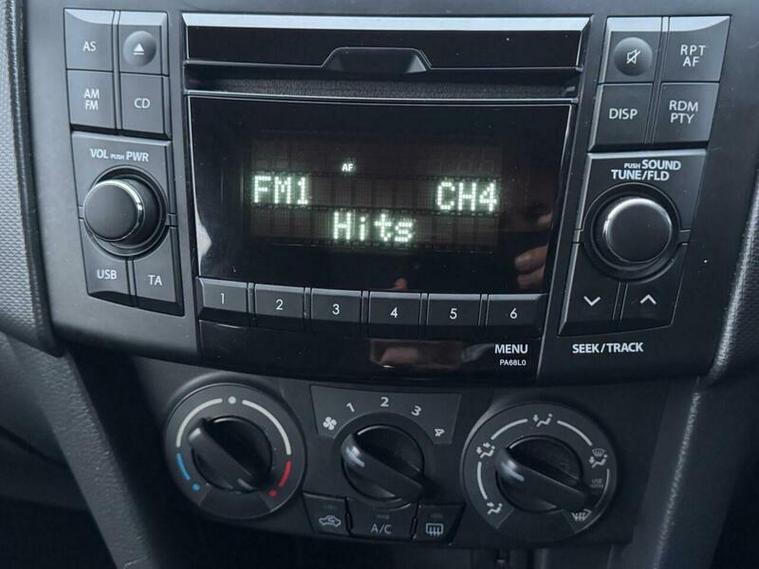 AS
AM
FM
CD
VOL PUSH PWR
USB
TA
AF
FM1 CH4
Hits
1 2 3 4 5 6
MENU
PA68L0
RPT
AF
DISP
RDM
PTY
PUSH SOUND
TUNE/FLD
SEEK/TRACK
1 2 3 4
A/C